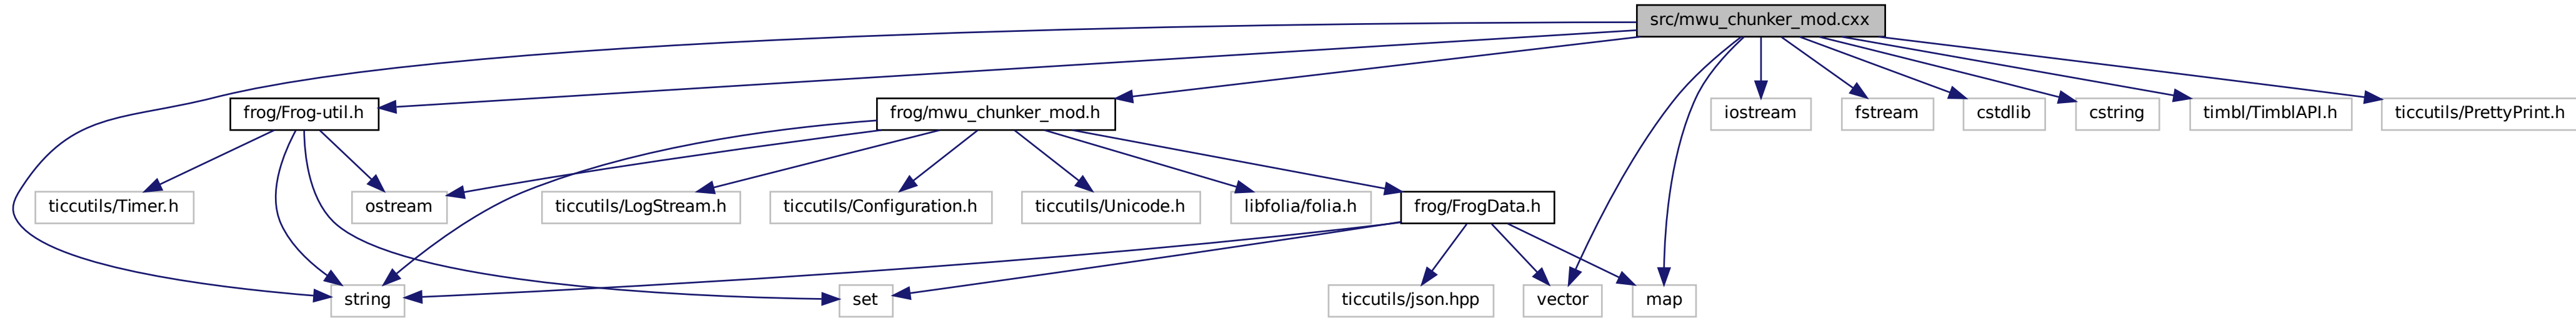 src/mwu_chunker_mod.cxx
frog/Frog-util.h
frog/mwu_chunker_mod.h
iostream
fstream
cstdlib
cstring
timbl/TimblAPI.h
ticcutils/PrettyPrint.h
ticcutils/Timer.h
ostream
ticcutils/LogStream.h
ticcutils/Configuration.h
ticcutils/Unicode.h
libfolia/folia.h
frog/FrogData.h
string
set
ticcutils/json.hpp
vector
map